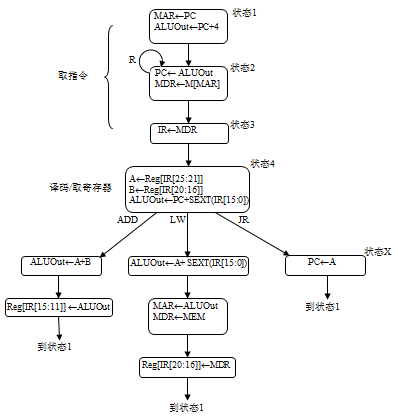 MAR←PC
ALUOut←PC+4
状态1
取指令
R
PC← ALUOut
MDR←M[MAR]
状态2
IR←MDR
状态3
译码/取寄存器
A←Reg[IR[25:21]]
B←Reg[IR[20:16]]
ALUOut←PC+SEXT(IR[15:0])
状态4
ADD
LW
JR
ALUOut←A+B
ALUOut←A+ SEXT(IR[15:0])
PC←A
状态X
Reg[IR[15:11]] ←ALUOut
MAR←ALUOut
MDR←MEM
到状态1
到状态1
Reg[IR[20:16]]←MDR
到状态1